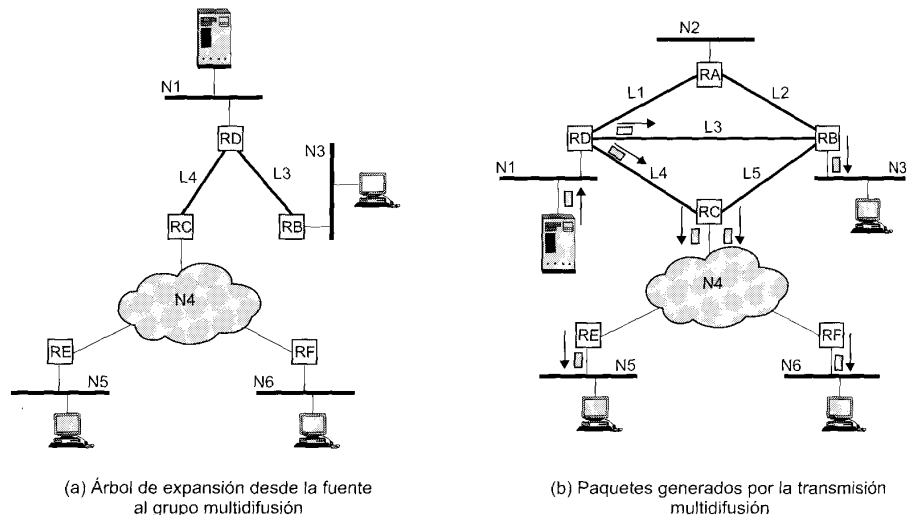 N1
RD
N3
L4
L3
RC
RB
N4
RE
RF
N5
N6
(a) Árbol de expansión desde la fuente
al grupo multidifusión
N2
RA
L1
L2
RD
L3
RB
N1
L4
L5
N3
RC
N4
RE
RF
N5
N6
(b) Paquetes generados por la transmisión
multidifusión